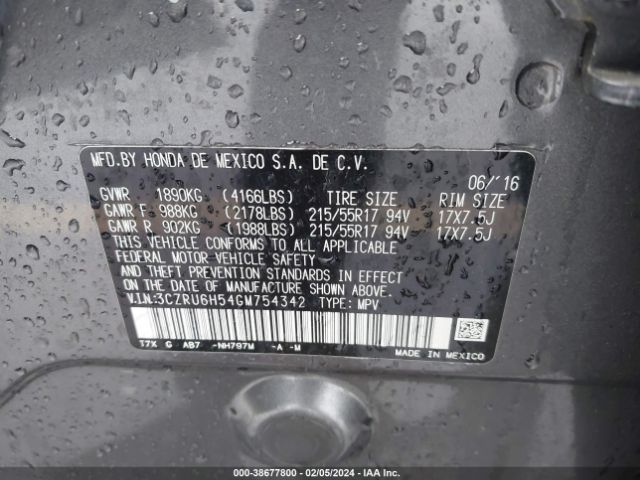 MFD.BY HONDA DE MEXICO S.A. DE C.V.
06/'16
GVWR 1890KG (4166LBS) TIRE SIZE RIM SIZE
GAWR F 988KG (2178LBS) 215/55R17 94V 17X7.5J
GAWR R 902KG (1988LBS) 215/55R17 94V 17X7.5J
THIS VEHICLE CONFORMS TO ALL APPLICABLE
FEDERAL MOTOR VEHICLE SAFETY AND
THEFT PREVENTION STANDARDS IN EFFECT
ON THE DATE OF MANUFACTURE SHOWN ABOVE.
V.I.N:3CZRU6H54GM754342 TYPE: MPV
T7X G AB7 -NH797M -A -M
MADE IN MEXICO
000-38677800 - 02/05/2024 - IAA Inc.